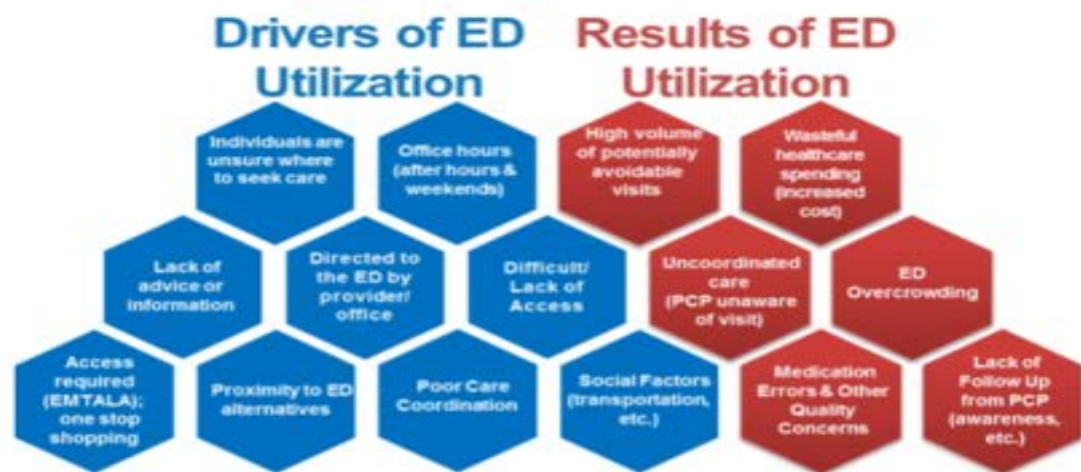 Drivers of ED
Utilization
Results of ED
Utilization
Individuals are
unsure where
to seek care
Office hours
(after hours &
weekends)
High volume
of potentially
avoidable
visits
Wasteful
healthcare
spending
(increased
cost)
Lack of
advice or
information
Directed to
the ED by
provider/
office
Difficult/
Lack of
Access
Uncoordinated
care
(PCP unaware
of visit)
ED
Overcrowding
Access
required
(EMTALA);
one stop
shopping
Proximity to ED
alternatives
Poor Care
Coordination
Social Factors
(transportation,
etc.)
Medication
Errors & Other
Quality
Concerns
Lack of
Follow Up
from PCP
(awareness,
etc.)